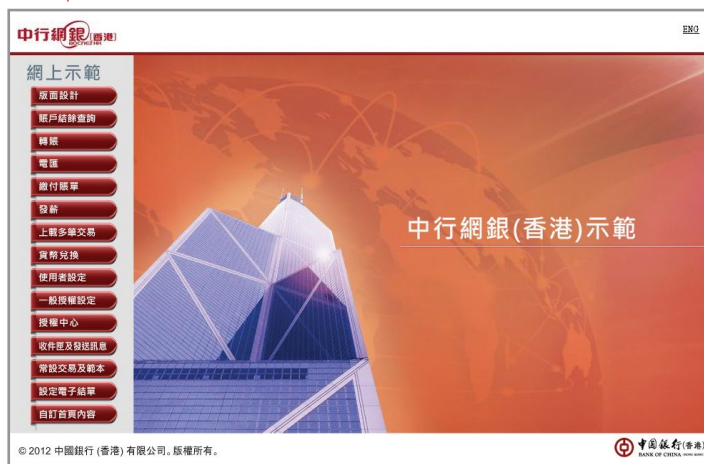 中行網銀[香港]
BOCNET HK
ENG
網上示範
版面設計
賬戶結餘查詢
轉賬
電匯
繳付賬單
發薪
上載多筆交易
貨幣兌換
使用者設定
一般授權設定
授權中心
收件匣及發送訊息
常設交易及範本
設定電子結單
自訂首頁內容
中行網銀(香港)示範
© 2012 中國銀行 (香港) 有限公司。版權所有。
中国银行(香港)
BANK OF CHINA (HONG KONG)